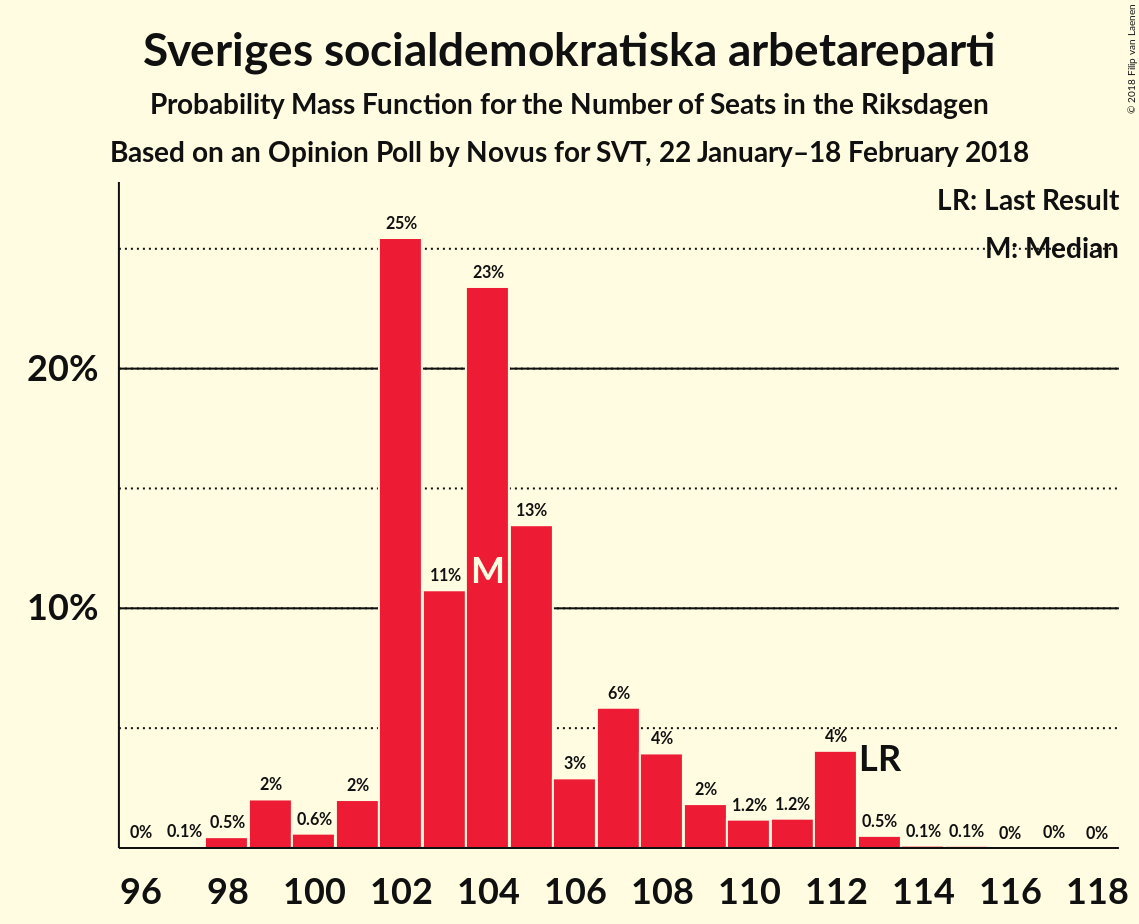 Sveriges socialdemokratiska arbetareparti
Probability Mass Function for the Number of Seats in the Riksdagen
Based on an Opinion Poll by Novus for SVT, 22 January–18 February 2018
© 2018 Filip van Laenen
LR: Last Result
M: Median
20%
10%
0%
0.1%
0.5%
2%
0.6%
2%
25%
11%
23%
M
13%
3%
6%
4%
2%
1.2%
1.2%
4%
LR
0.5%
0.1%
0.1%
0%
0%
0%
96 98 100 102 104 106 108 110 112 114 116 118